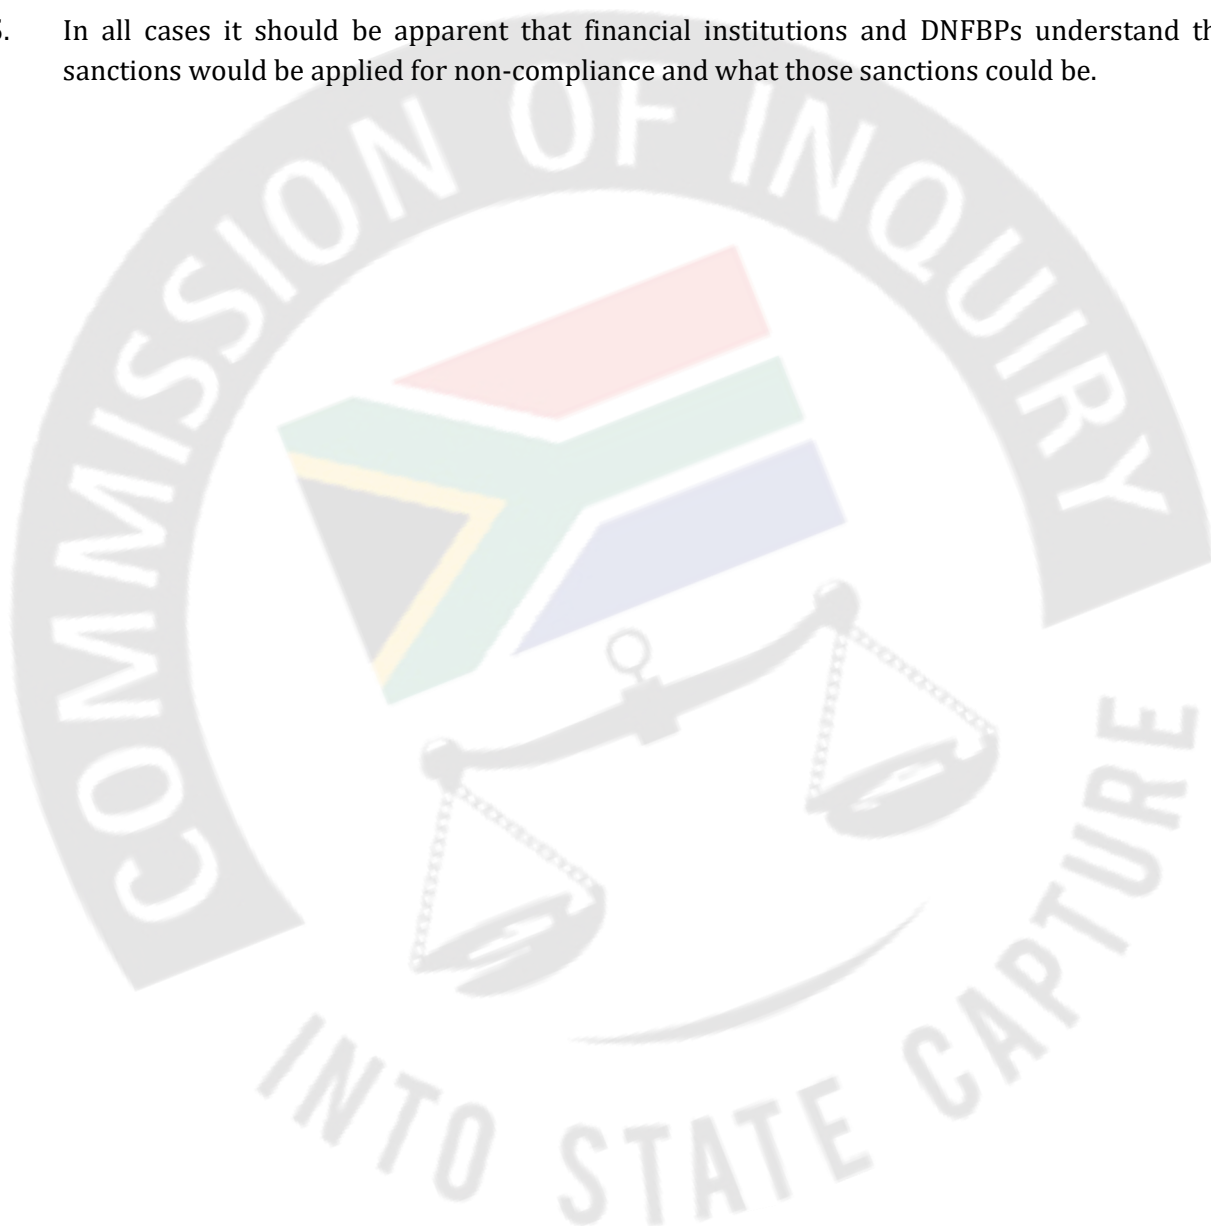 In all cases it should be apparent that financial institutions and DNFBPs understand
sanctions would be applied for non-compliance and what those sanctions could be.
COMMISSION OF INQUIRY
INTO STATE CAPTURE